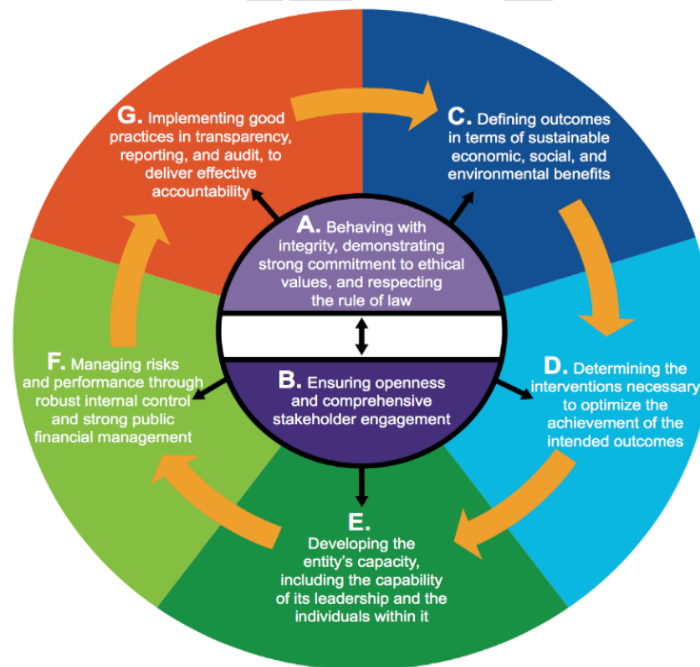 G. Implementing good
practices in transparency,
reporting, and audit, to
deliver effective
accountability
C. Defining outcomes
in terms of sustainable
economic, social, and
environmental benefits
A. Behaving with
integrity, demonstrating
strong commitment to ethical
values, and respecting
the rule of law
B. Ensuring openness
and comprehensive
stakeholder engagement
D. Determining the
interventions necessary
to optimize the
achievement of the
intended outcomes
E.
Developing the
entity's capacity,
including the capability
of its leadership and the
individuals within it
F. Managing risks
and performance through
robust internal control
and strong public
financial management